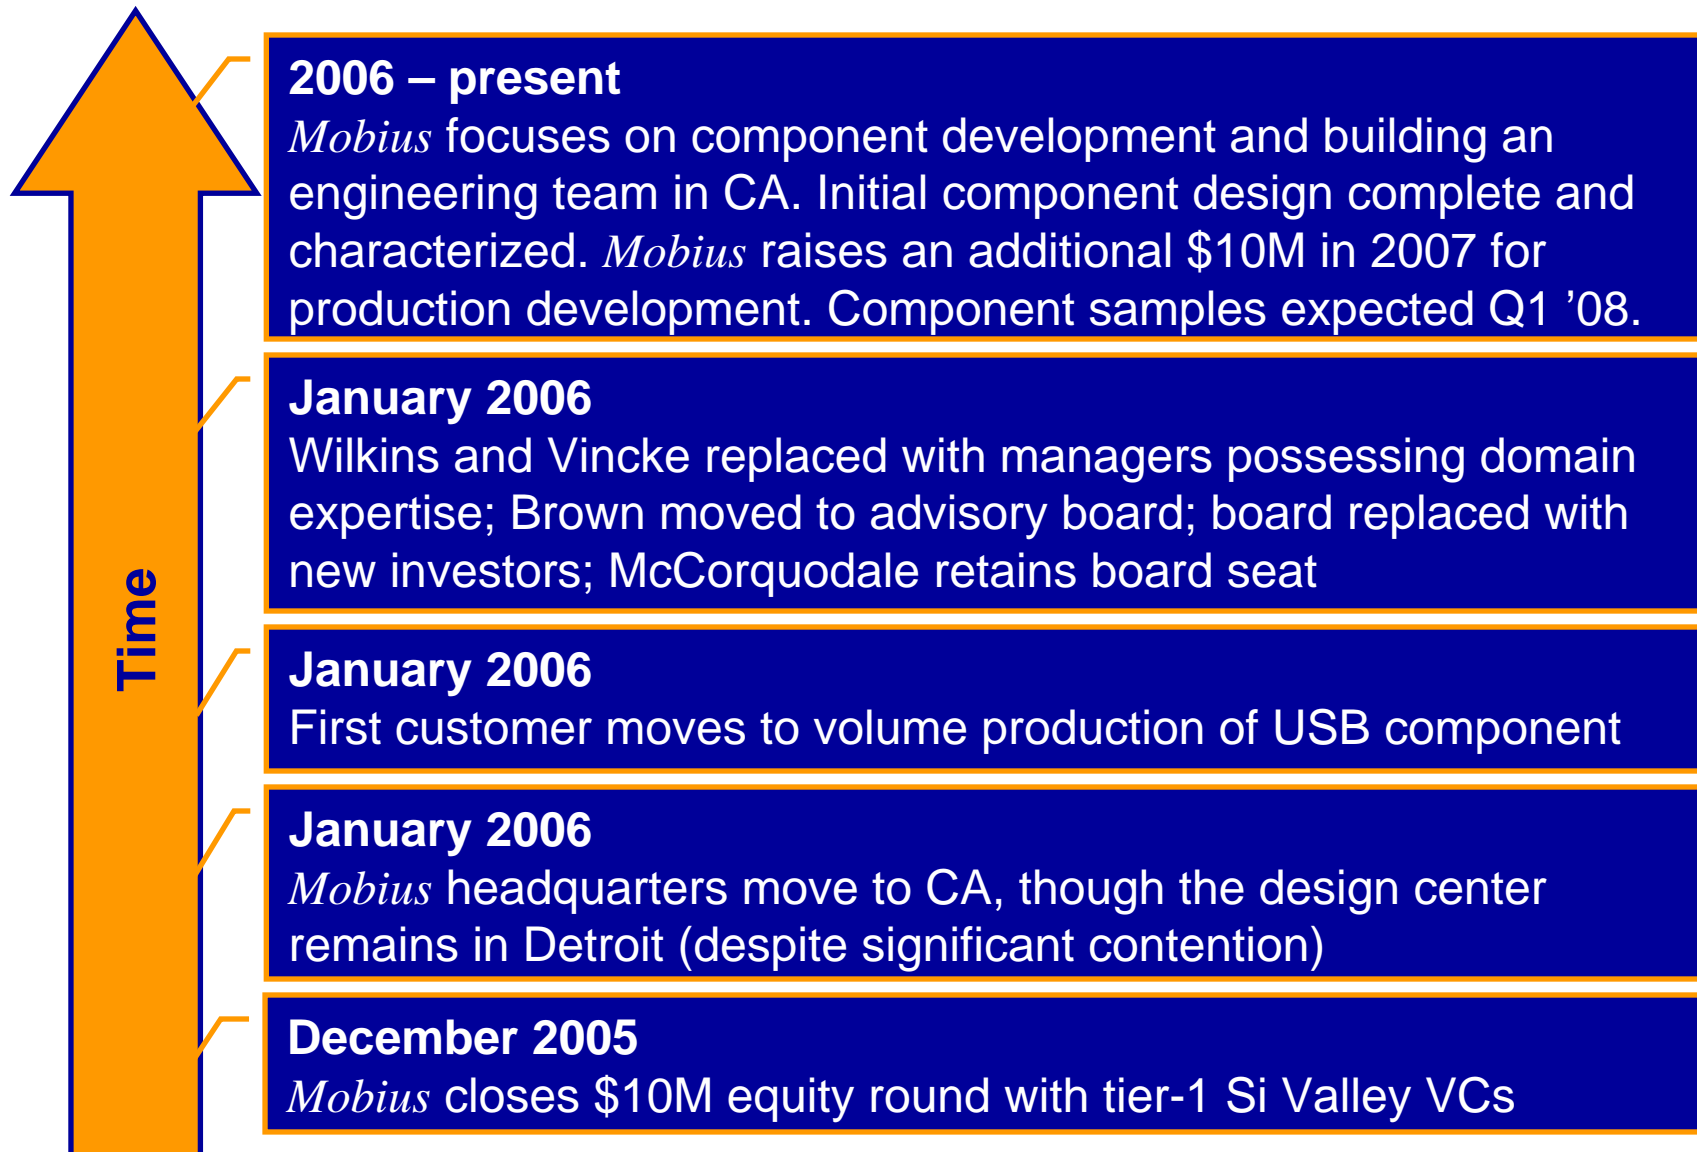 2006 – present
Mobius focuses on component development and building an
engineering team in CA. Initial component design complete and
characterized. Mobius raises an additional $10M in 2007 for
production development. Component samples expected Q1 ’08.
January 2006
Wilkins and Vincke replaced with managers possessing domain
expertise; Brown moved to advisory board; board replaced with
new investors; McCorquodale retains board seat
Time
January 2006
First customer moves to volume production of USB component
January 2006
Mobius headquarters move to CA, though the design center
remains in Detroit (despite significant contention)
December 2005
Mobius closes $10M equity round with tier-1 Si Valley VCs